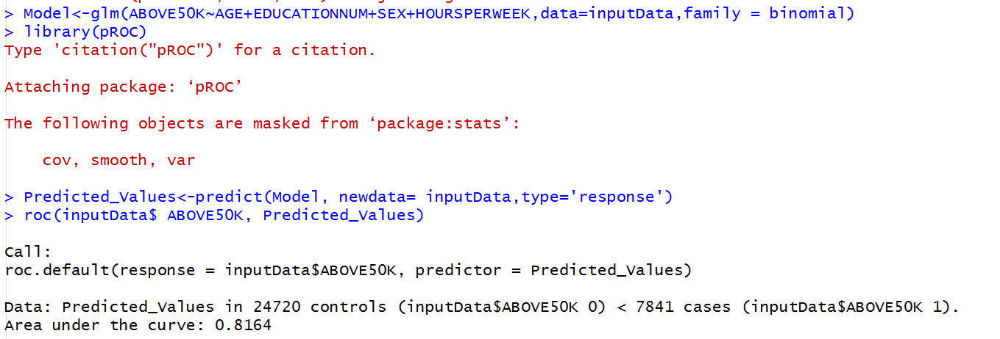 > Model<-glm(ABOVE50K~AGE+EDUCATIONNUM+SEX+HOURSPERWEEK,data=inputData,family = binomial)
> library(pROC)
Type 'citation("pROC")' for a citation.
Attaching package: ‘pROC’
The following objects are masked from ‘package:stats’:
cov, smooth, var
> Predicted_Values<-predict(Model, newdata= inputData,type='response')
> roc(inputData$ ABOVE50K, Predicted_Values)
Call:
roc.default(response = inputData$ABOVE50K, predictor = Predicted_Values)
Data: Predicted_Values in 24720 controls (inputData$ABOVE50K 0) < 7841 cases (inputData$ABOVE50K 1).
Area under the curve: 0.8164